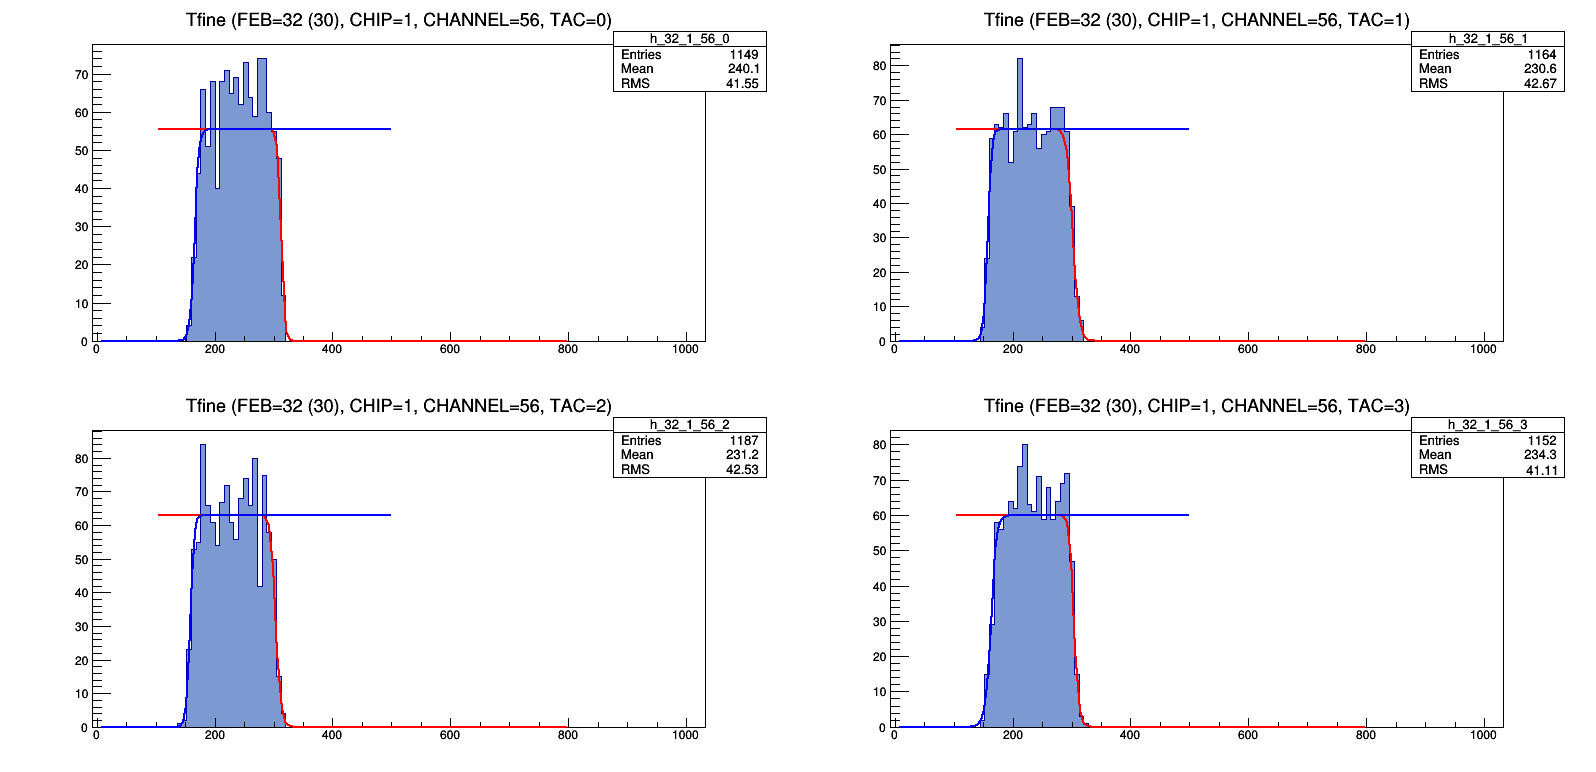 Tfine (FEB=32 (30), CHIP=1, CHANNEL=56, TAC=0)
h_32_1_56_0
Entries 1149
Mean 240.1
RMS 41.55
70
60
50
40
30
20
10
0
0 200 400 600 800 1000
Tfine (FEB=32 (30), CHIP=1, CHANNEL=56, TAC=1)
h_32_1_56_1
Entries 1164
Mean 230.6
RMS 42.67
80
70
60
50
40
30
20
10
0
0 200 400 600 800 1000
Tfine (FEB=32 (30), CHIP=1, CHANNEL=56, TAC=2)
h_32_1_56_2
Entries 1187
Mean 231.2
RMS 42.53
80
70
60
50
40
30
20
10
0
0 200 400 600 800 1000
Tfine (FEB=32 (30), CHIP=1, CHANNEL=56, TAC=3)
h_32_1_56_3
Entries 1152
Mean 234.3
RMS 41.11
80
70
60
50
40
30
20
10
0
0 200 400 600 800 1000